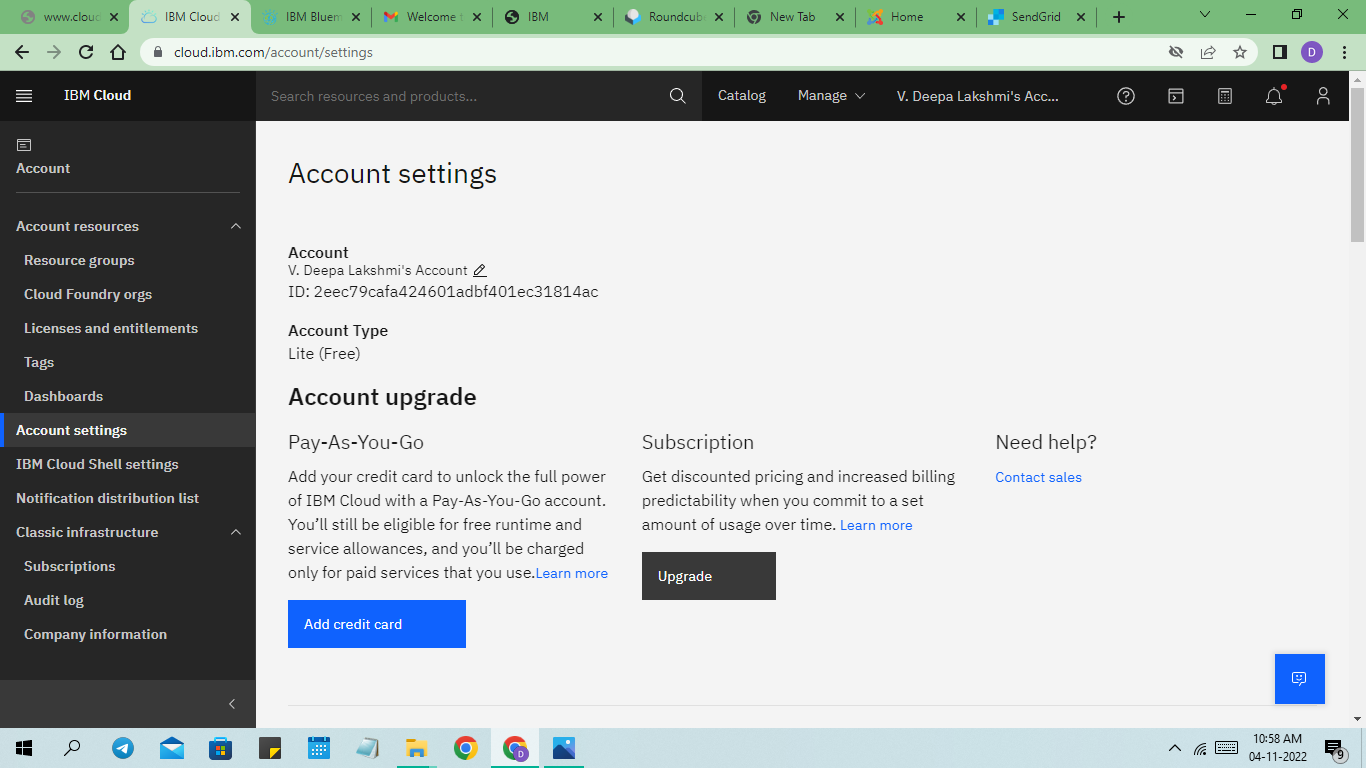 www.cloud
IBM Cloud
IBM Bluem
Welcome t
IBM
Roundcube
New Tab
Home
SendGrid
cloud.ibm.com/account/settings
D
IBM Cloud
Search resources and products...
Catalog
Manage
V. Deepa Lakshmi's Acc...
Account
Account resources
Resource groups
Cloud Foundry orgs
Licenses and entitlements
Tags
Dashboards
Account settings
IBM Cloud Shell settings
Notification distribution list
Classic infrastructure
Subscriptions
Audit log
Company information
Account settings
Account
V. Deepa Lakshmi's Account
ID: 2eec79cafa424601adbf401ec31814ac
Account Type
Lite (Free)
Account upgrade
Pay-As-You-Go
Add your credit card to unlock the full power
of IBM Cloud with a Pay-As-You-Go account.
You’ll still be eligible for free runtime and
service allowances, and you’ll be charged
only for paid services that you use.Learn more
Add credit card
Subscription
Get discounted pricing and increased billing
predictability when you commit to a set
amount of usage over time. Learn more
Upgrade
Need help?
Contact sales
D
10:58 AM
04-11-2022
9